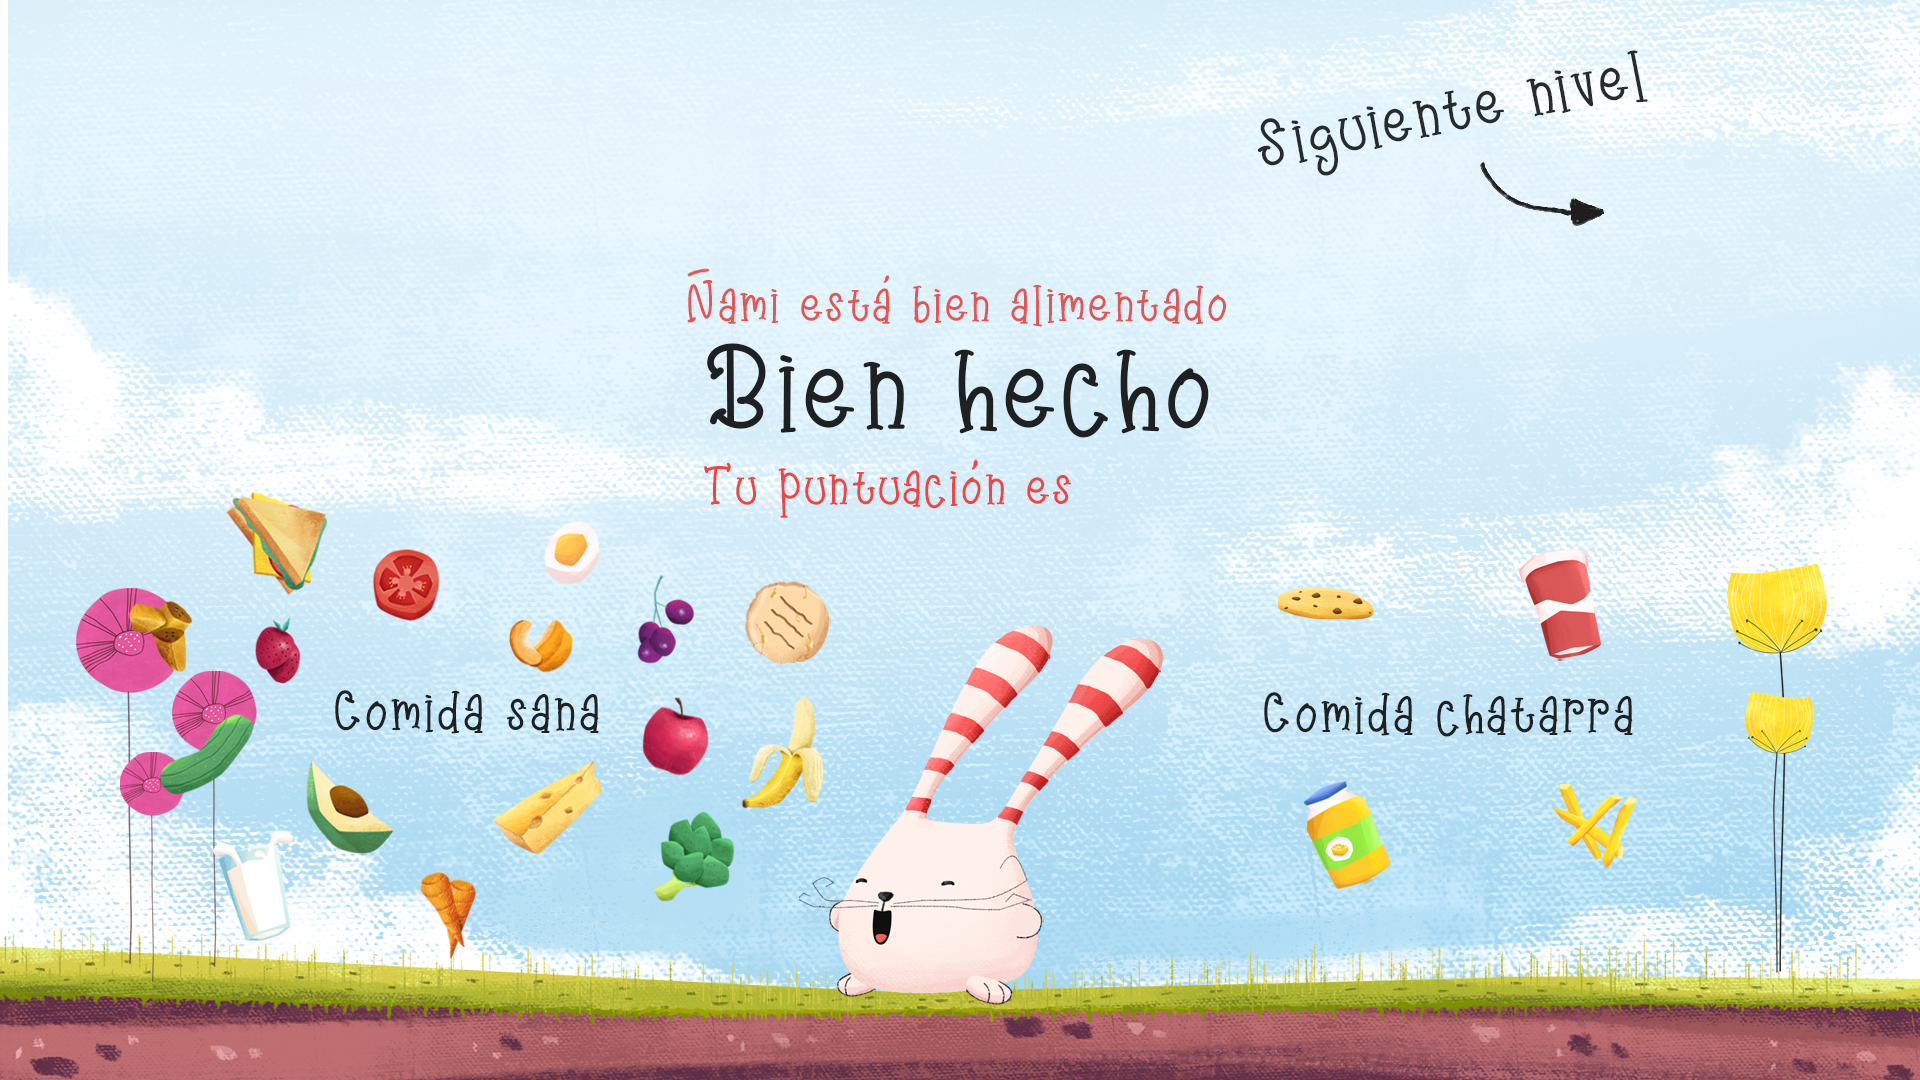 Siguiente nivel
Ñami está bien alimentado
Bien hecho
Tu puntuación es
Comida sana
Comida chatarra